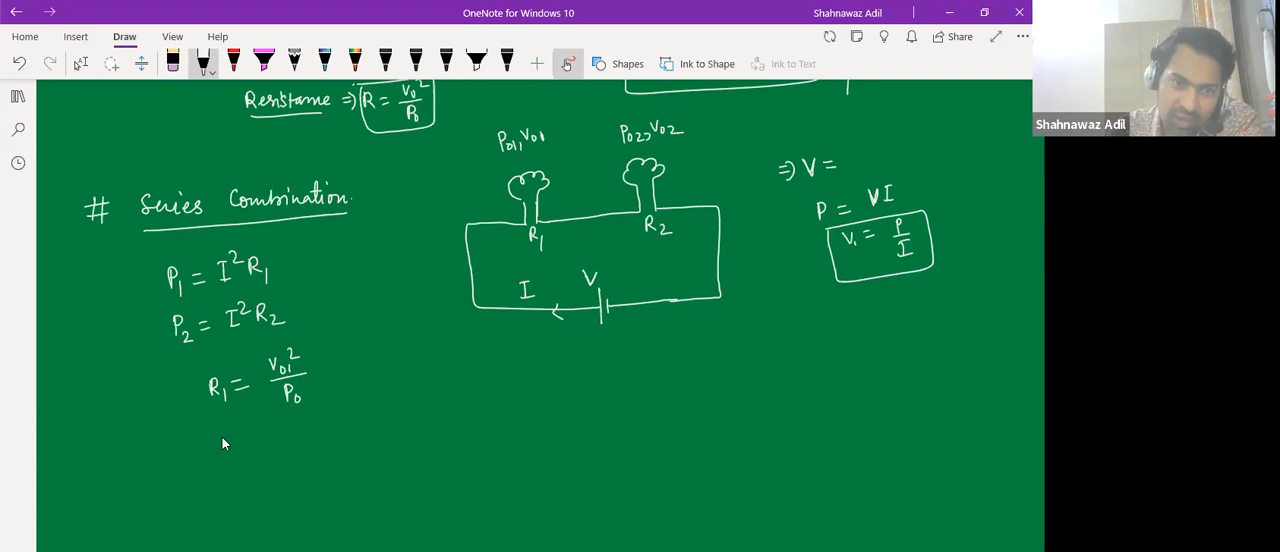 OneNote for Windows 10
Shahnawaz Adil
Home Insert Draw View Help
Share
Shapes Ink to Shape Ink to Text
Shahnawaz Adil
Resistance ⇒ R = V₀²/P₀
P₀₁, V₀₁ P₀₂, V₀₂
# Series Combination.
R₁ R₂
P₁ = I²R₁
P₂ = I²R₂
R₁ = V₀₁²/P₀
I V
⇒ V =
P = VI
V₁ = P/I